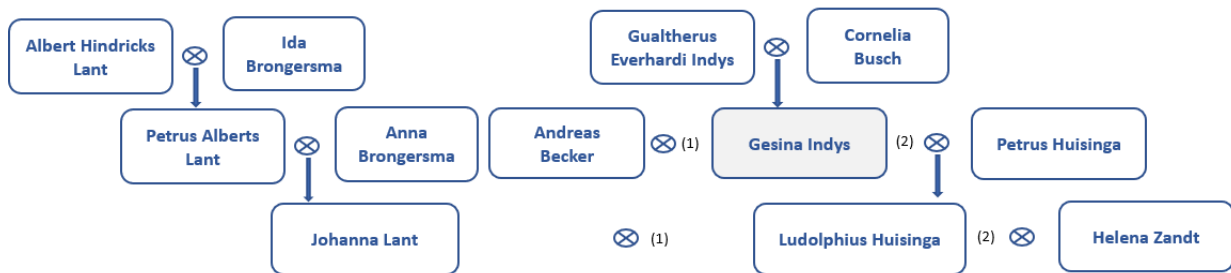 Albert Hindricks
Lant
Ida
Brongersma
Gualtherus
Everhardi Indys
Cornelia
Busch
Petrus Alberts
Lant
Anna
Brongersma
Andreas
Becker
(1)
Gesina Indys
(2)
Petrus Huisinga
Johanna Lant
(1)
Ludolphius Huisinga
(2)
Helena Zandt